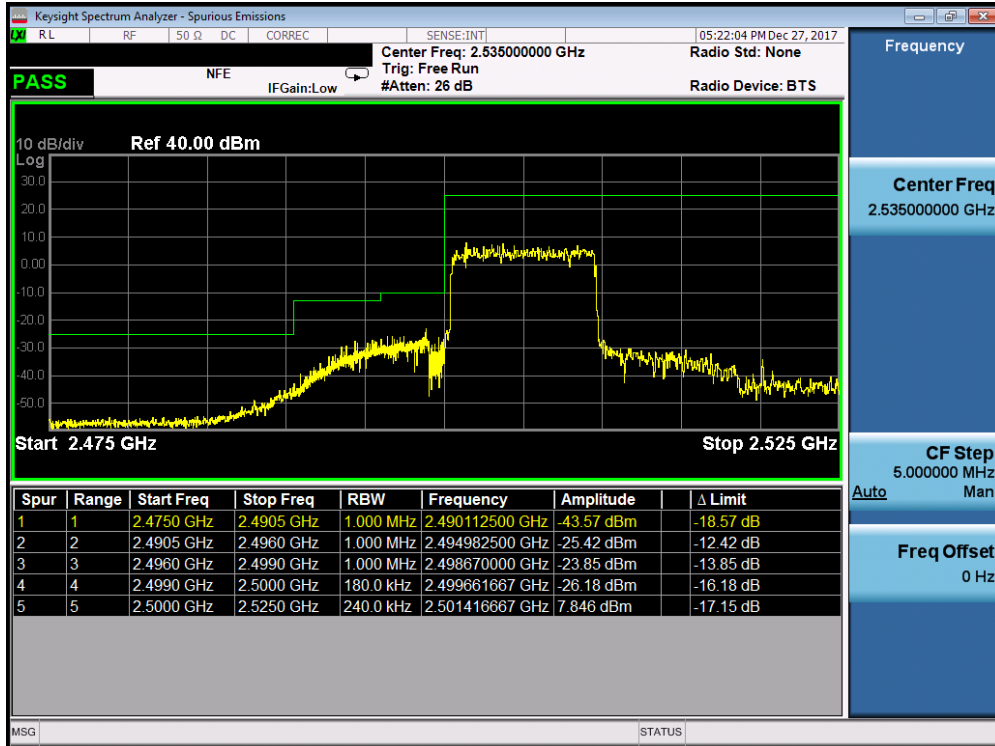 Keysight Spectrum Analyzer - Spurious Emissions
LXI RL RF 50 Ω DC CORREC SENSE:INT 05:22:04 PM Dec 27, 2017
Center Freq: 2.535000000 GHz Radio Std: None
PASS NFE Trig: Free Run
IFGain:Low #Atten: 26 dB Radio Device: BTS
10 dB/div Ref 40.00 dBm
Log
30.0
20.0
10.0
0.00
-10.0
-20.0
-30.0
-40.0
-50.0
Start 2.475 GHz Stop 2.525 GHz
Spur Range Start Freq Stop Freq RBW Frequency Amplitude Δ Limit
1 1 2.4750 GHz 2.4905 GHz 1.000 MHz 2.490112500 GHz -43.57 dBm -18.57 dB
2 2 2.4905 GHz 2.4960 GHz 1.000 MHz 2.494982500 GHz -25.42 dBm -12.42 dB
3 3 2.4960 GHz 2.4990 GHz 1.000 MHz 2.498670000 GHz -23.85 dBm -13.85 dB
4 4 2.4990 GHz 2.5000 GHz 180.0 kHz 2.499661667 GHz -26.18 dBm -16.18 dB
5 5 2.5000 GHz 2.5250 GHz 240.0 kHz 2.501416667 GHz 7.846 dBm -17.15 dB
MSG STATUS
Frequency
Center Freq
2.535000000 GHz
CF Step
5.000000 MHz
Auto Man
Freq Offset
0 Hz